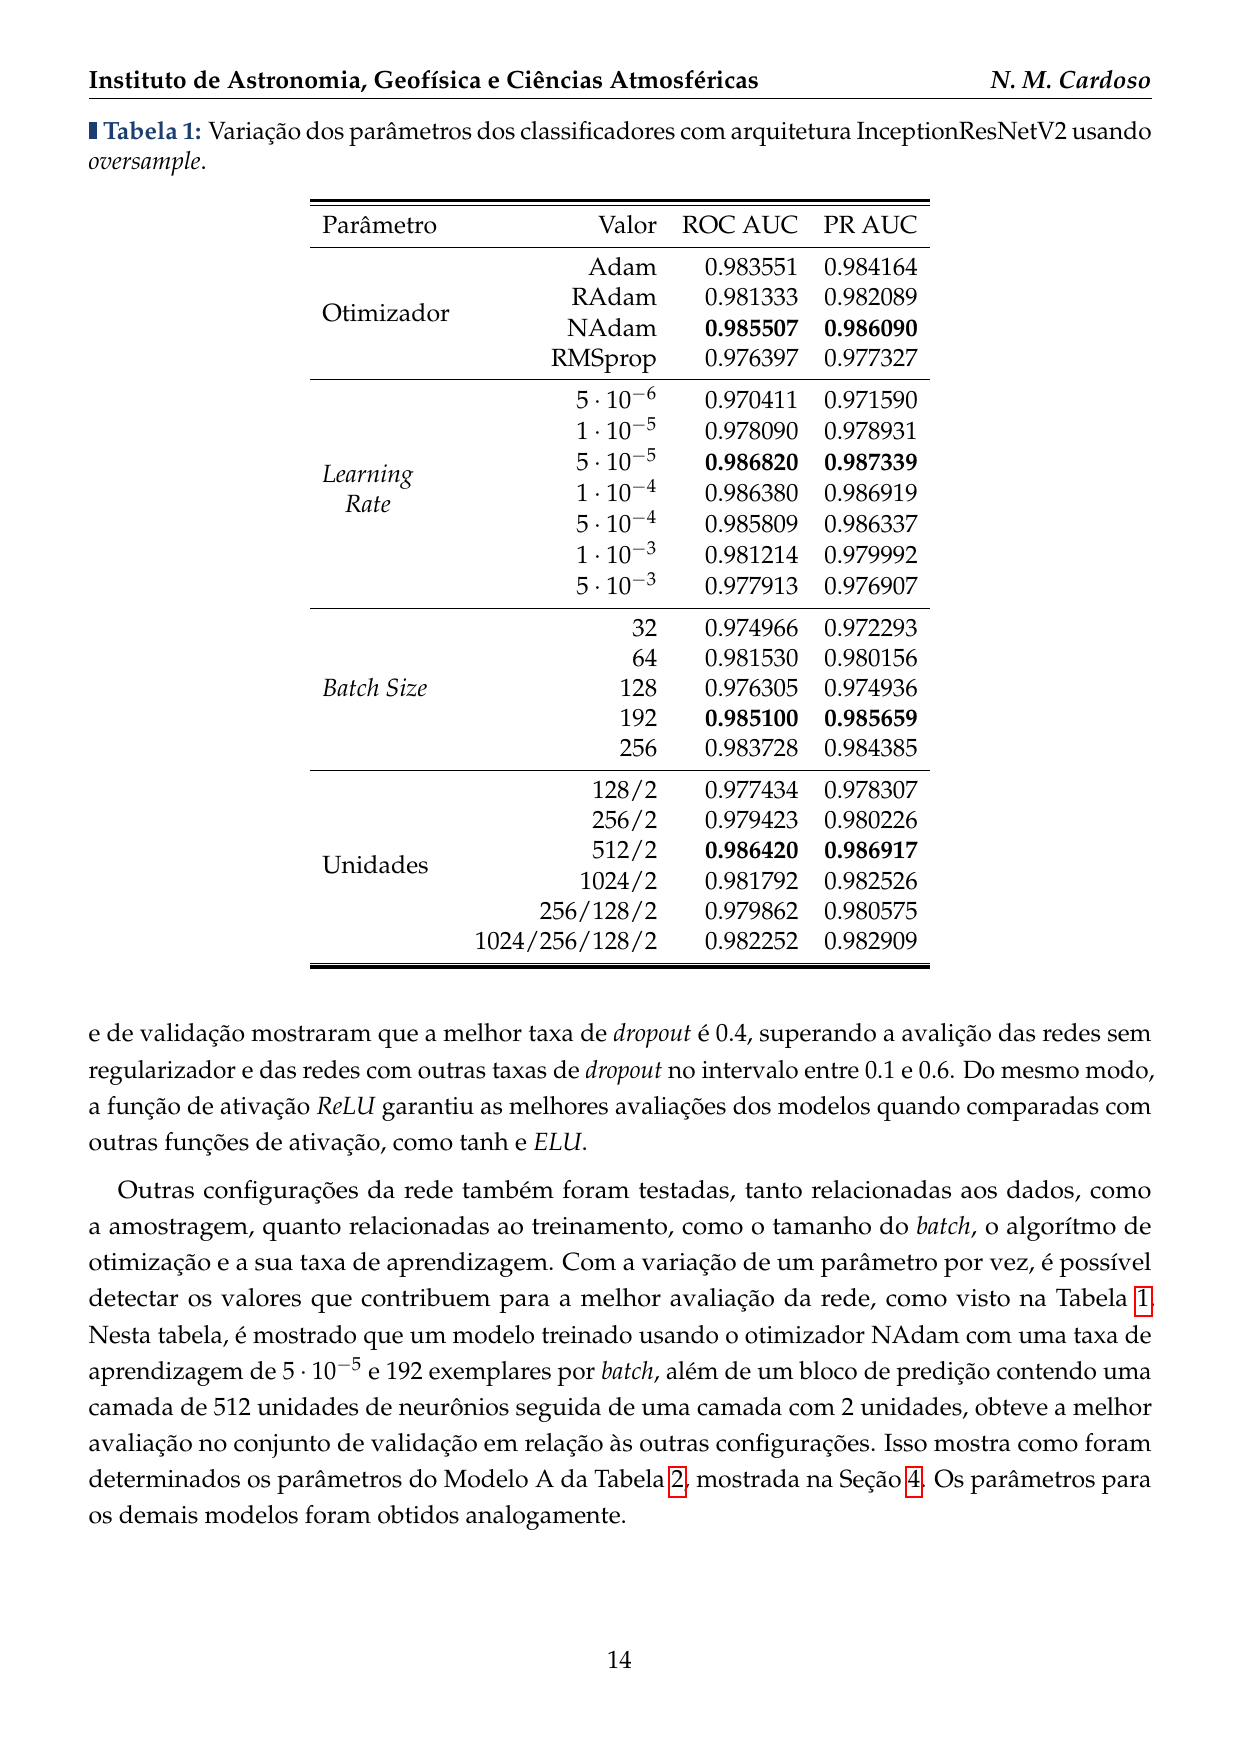 Instituto de Astronomia, Geofísica e Ciências Atmosféricas N. M. Cardoso
Tabela 1: Variação dos parâmetros dos classificadores com arquitetura InceptionResNetV2 usando
oversample.
Parâmetro Valor ROC AUC PR AUC
Otimizador
Adam 0.983551 0.984164
RAdam 0.981333 0.982089
NAdam 0.985507 0.986090
RMSprop 0.976397 0.977327
Learning
Rate
5 · 10⁻⁶ 0.970411 0.971590
1 · 10⁻⁵ 0.978090 0.978931
5 · 10⁻⁵ 0.986820 0.987339
1 · 10⁻⁴ 0.986380 0.986919
5 · 10⁻⁴ 0.985809 0.986337
1 · 10⁻³ 0.981214 0.979992
5 · 10⁻³ 0.977913 0.976907
Batch Size
32 0.974966 0.972293
64 0.981530 0.980156
128 0.976305 0.974936
192 0.985100 0.985659
256 0.983728 0.984385
Unidades
128/2 0.977434 0.978307
256/2 0.979423 0.980226
512/2 0.986420 0.986917
1024/2 0.981792 0.982526
256/128/2 0.979862 0.980575
1024/256/128/2 0.982252 0.982909
e de validação mostraram que a melhor taxa de dropout é 0.4, superando a avalição das redes sem
regularizador e das redes com outras taxas de dropout no intervalo entre 0.1 e 0.6. Do mesmo modo,
a função de ativação ReLU garantiu as melhores avaliações dos modelos quando comparadas com
outras funções de ativação, como tanh e ELU.
Outras configurações da rede também foram testadas, tanto relacionadas aos dados, como
a amostragem, quanto relacionadas ao treinamento, como o tamanho do batch, o algorítmo de
otimização e a sua taxa de aprendizagem. Com a variação de um parâmetro por vez, é possível
detectar os valores que contribuem para a melhor avaliação da rede, como visto na Tabela 1.
Nesta tabela, é mostrado que um modelo treinado usando o otimizador NAdam com uma taxa de
aprendizagem de 5 · 10⁻⁵ e 192 exemplares por batch, além de um bloco de predição contendo uma
camada de 512 unidades de neurônios seguida de uma camada com 2 unidades, obteve a melhor
avaliação no conjunto de validação em relação às outras configurações. Isso mostra como foram
determinados os parâmetros do Modelo A da Tabela 2, mostrada na Seção 4. Os parâmetros para
os demais modelos foram obtidos analogamente.
14